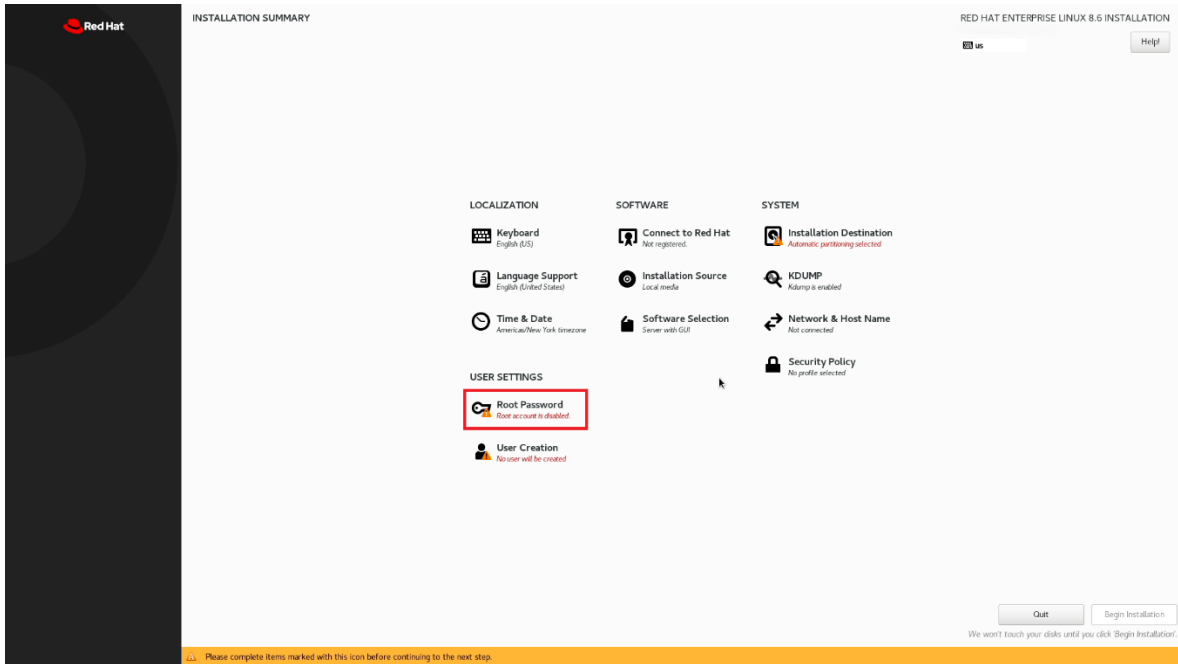 Red Hat
INSTALLATION SUMMARY
RED HAT ENTERPRISE LINUX 8.6 INSTALLATION
us
Help!
LOCALIZATION
Keyboard
English (US)
Language Support
English (United States)
Time & Date
Americas/New York timezone
USER SETTINGS
Root Password
Root account is disabled.
User Creation
No user will be created
SOFTWARE
Connect to Red Hat
Not registered.
Installation Source
Local media
Software Selection
Server with GUI
SYSTEM
Installation Destination
Automatic partitioning selected
KDUMP
Kdump is enabled
Network & Host Name
Not connected
Security Policy
No profile selected
Quit
Begin Installation
We won't touch your disks until you click 'Begin Installation'.
Please complete items marked with this icon before continuing to the next step.